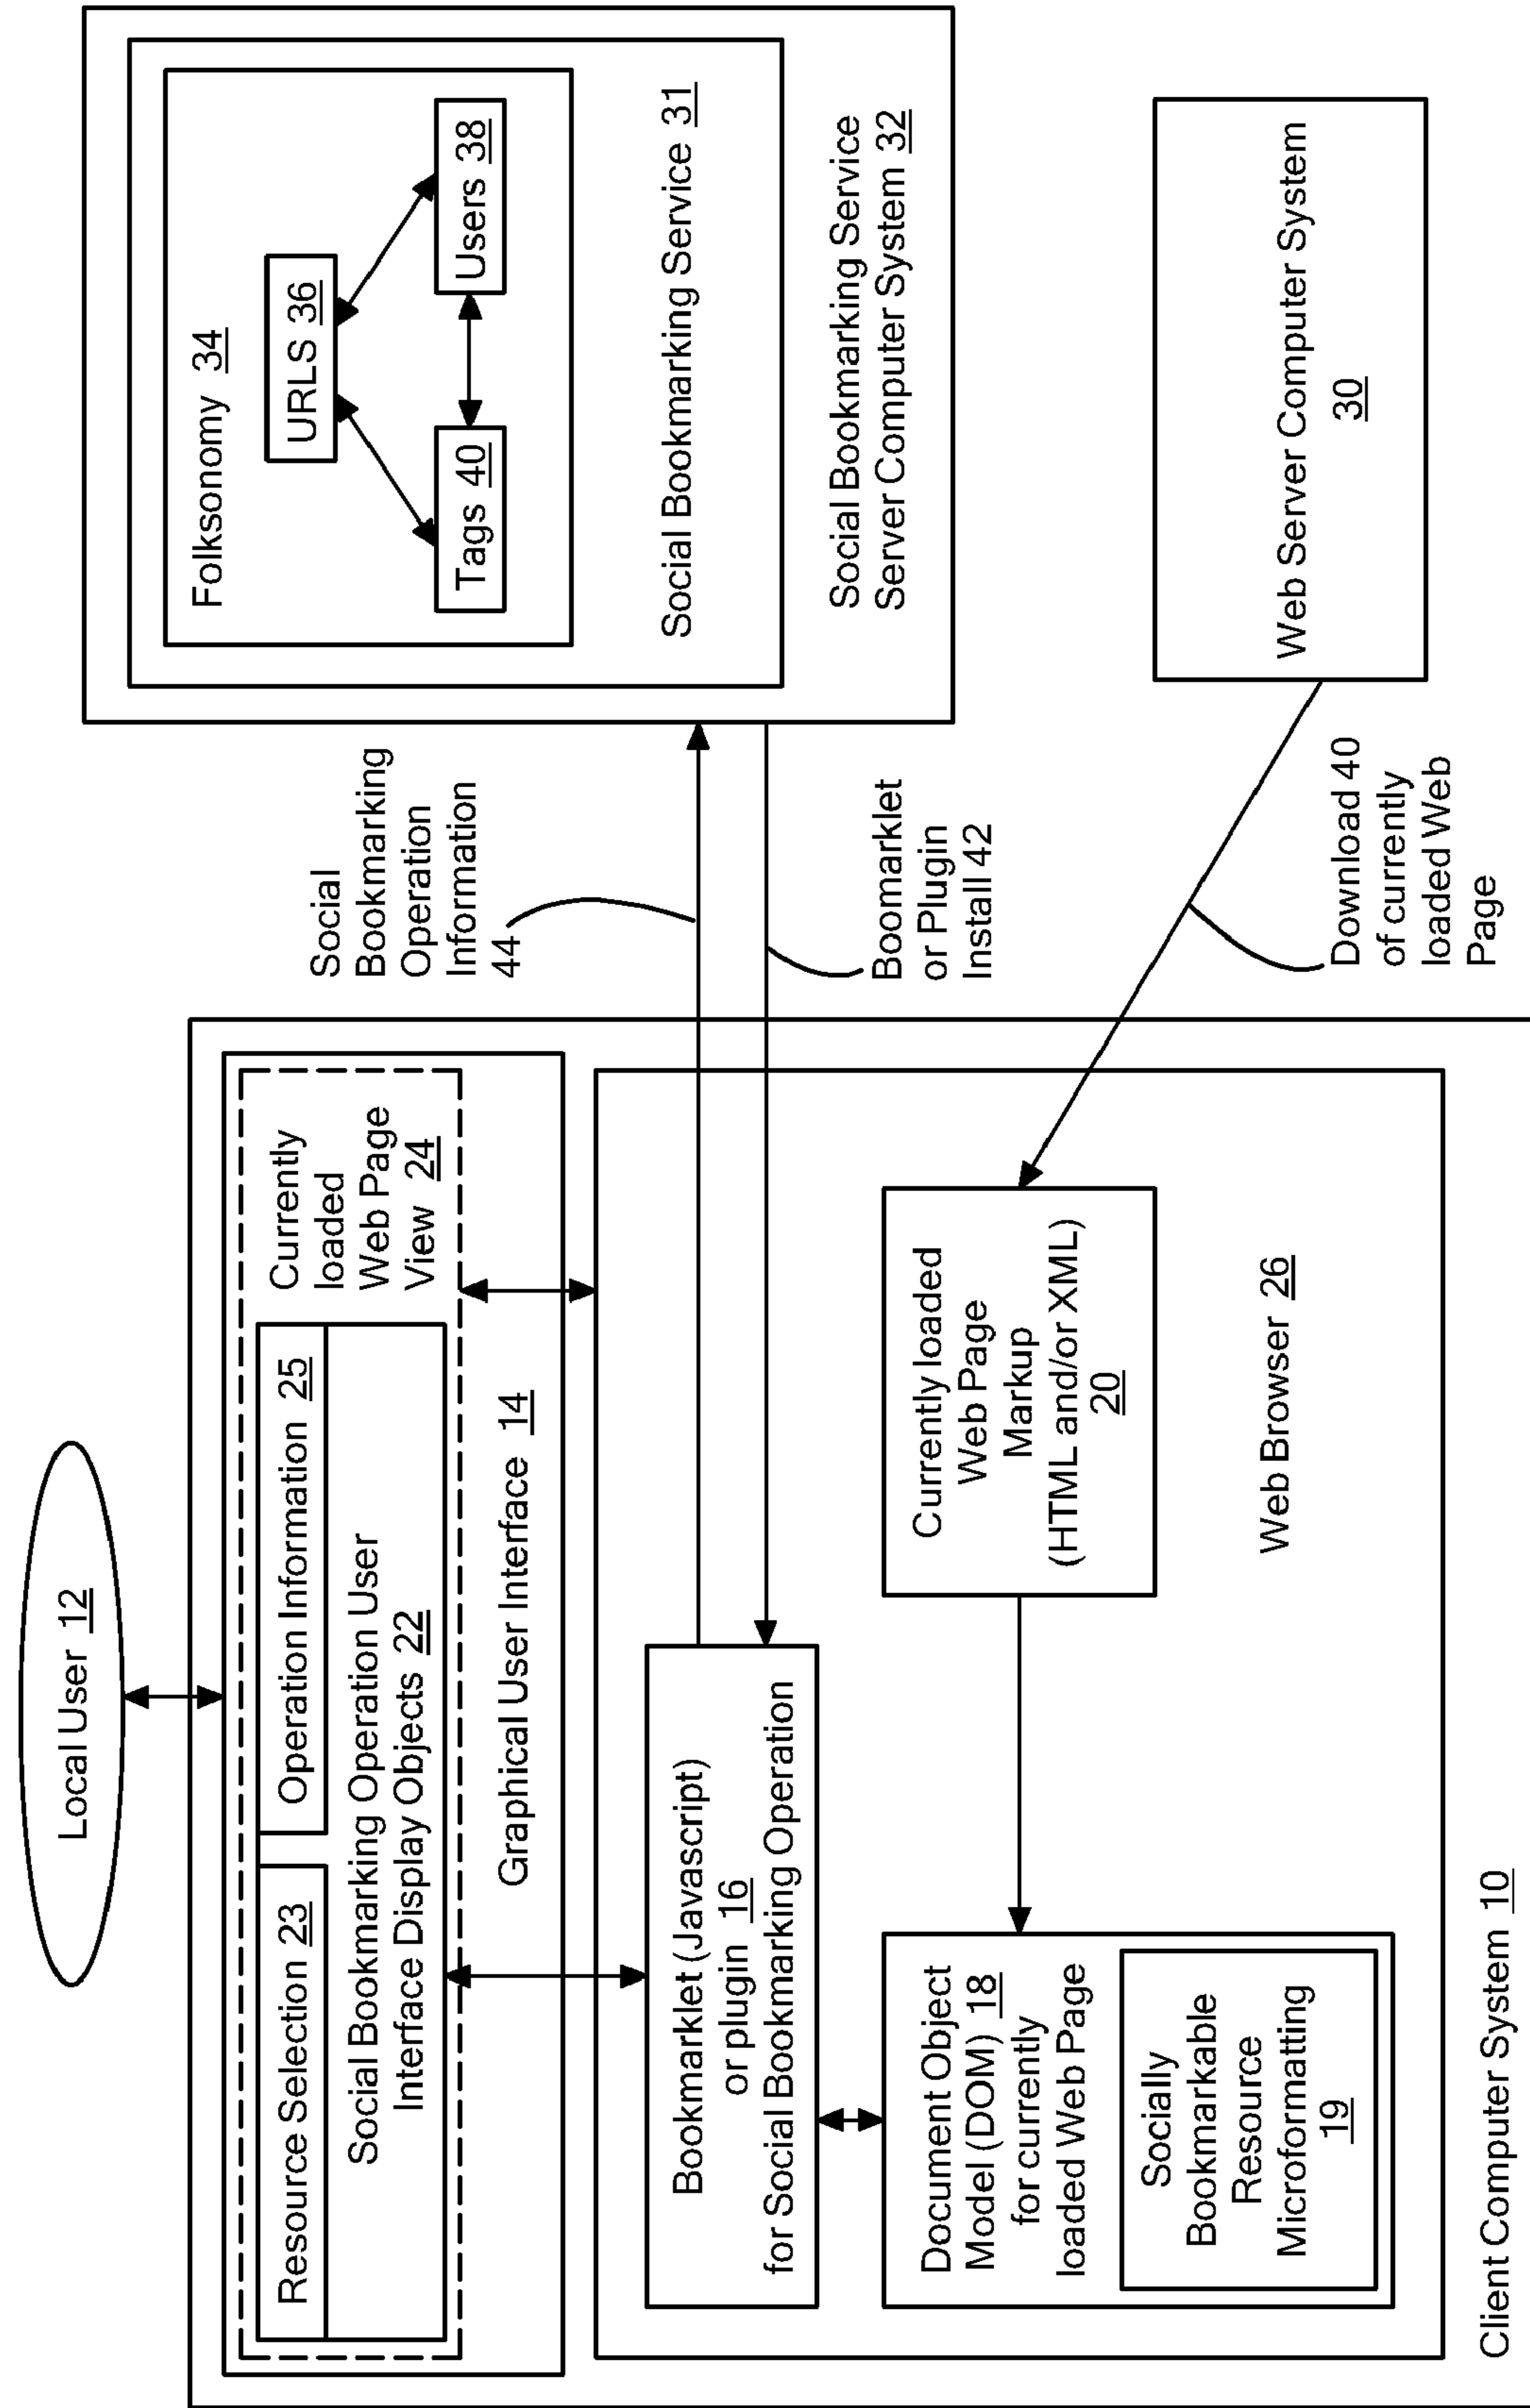 Local User 12
Resource Selection 23
Operation Information 25
Social Bookmarking Operation User
Interface Display Objects 22
Currently
loaded
Web Page
View 24
Graphical User Interface 14
Bookmarklet (Javascript)
or plugin 16
for Social Bookmarking Operation
Document Object
Model (DOM) 18
for currently
loaded Web Page
Socially
Bookmarkable
Resource
Microformatting
19
Currently loaded
Web Page
Markup
(HTML and/or XML)
20
Web Browser 26
Client Computer System 10
Social
Bookmarking
Operation
Information
44
Boomarklet
or Plugin
Install 42
Download 40
of currently
loaded Web
Page
Folksonomy 34
URLS 36
Tags 40
Users 38
Social Bookmarking Service 31
Social Bookmarking Service
Server Computer System 32
Web Server Computer System
30